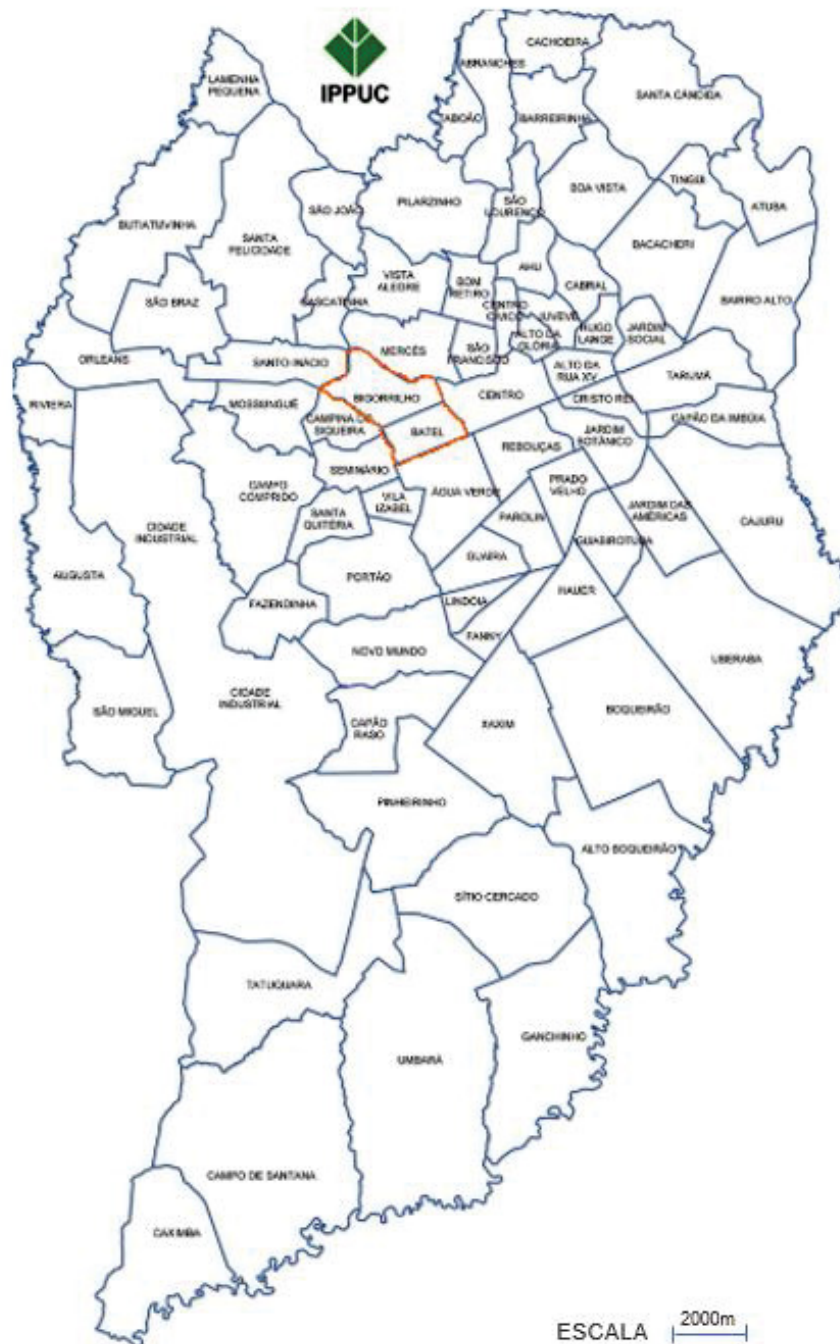 IPPUC
CACHOEIRA
ABRANCHES
LAMENHA
PEQUENA
SANTA CÂNDIDA
TABOÃO
BARREIRINHA
TINGUI
BOA VISTA
ATUBA
SÃO
LOURENÇO
PILARZINHO
SÃO JOÃO
BUTIATUVINHA
SANTA
FELICIDADE
BACACHERI
AHU
VISTA
ALEGRE
BOM
RETIRO
CABRAL
SÃO BRAZ
CASCATINHA
CENTRO
CÍVICO
JUVEVÊ
BAIRRO ALTO
HUGO
LANGE
JARDIM
SOCIAL
ALTO DA
GLÓRIA
MERCÊS
SÃO
FRANCISCO
ORLEANS
SANTO INÁCIO
ALTO DA
RUA XV
TARUMÃ
RIVIERA
MOSSUNGUÊ
BIGORRILHO
CENTRO
CRISTO REI
CAPÃO DA IMBÚIA
CAMPINA DO
SIQUEIRA
BATEL
JARDIM
BOTÂNICO
REBOUÇAS
SEMINÁRIO
CAMPO
COMPRIDO
ÁGUA VERDE
PRADO
VELHO
VILA
IZABEL
SANTA
QUITÉRIA
JARDIM DAS
AMÉRICAS
PAROLIN
CIDADE
INDUSTRIAL
CAJURU
GUABIROTUBA
GUAIRA
AUGUSTA
PORTÃO
HAUER
FAZENDINHA
LINDOIA
FANNY
NOVO MUNDO
UBERABA
CIDADE
INDUSTRIAL
SÃO MIGUEL
BOQUEIRÃO
CAPÃO
RASO
XAXIM
PINHEIRINHO
ALTO BOQUEIRÃO
SÍTIO CERCADO
TATUQUARA
GANCHINHO
UMBARÁ
CAMPO DE SANTANA
CAXIMBA
2000m
ESCALA